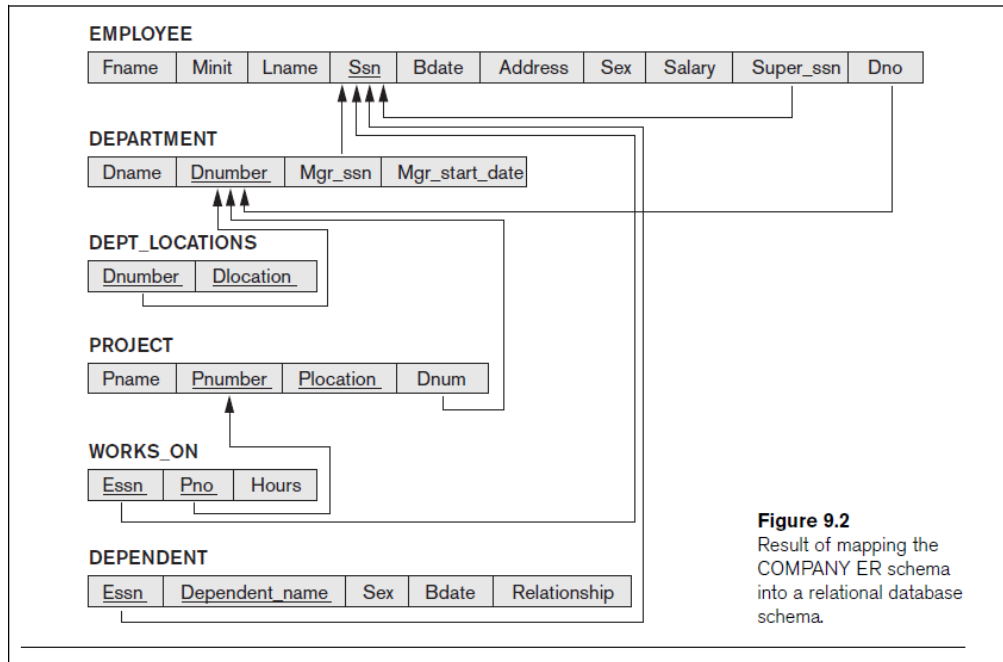 EMPLOYEE
Fname Minit Lname Ssn Bdate Address Sex Salary Super_ssn Dno
DEPARTMENT
Dname Dnumber Mgr_ssn Mgr_start_date
DEPT_LOCATIONS
Dnumber Dlocation
PROJECT
Pname Pnumber Plocation Dnum
WORKS_ON
Essn Pno Hours
DEPENDENT
Essn Dependent_name Sex Bdate Relationship
Figure 9.2
Result of mapping the
COMPANY ER schema
into a relational database
schema.